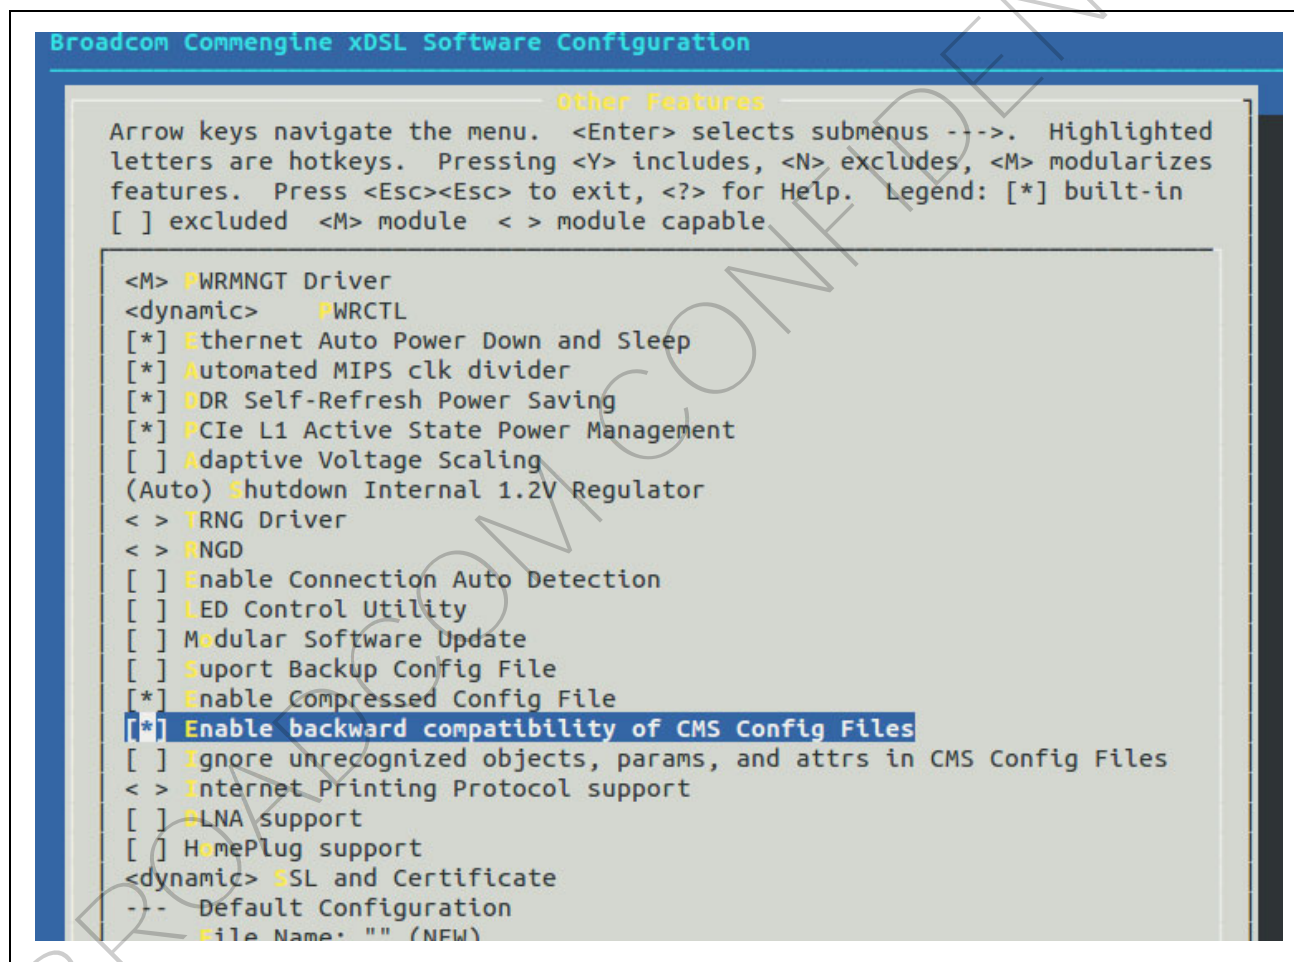 Broadcom Commengine xDSL Software Configuration
Other Features
Arrow keys navigate the menu.  <Enter> selects submenus --->.  Highlighted
letters are hotkeys.  Pressing <Y> includes, <N> excludes, <M> modularizes
features.  Press <Esc><Esc> to exit, <?> for Help.  Legend: [*] built-in
[ ] excluded  <M> module  < > module capable
<M> PWRMNGT Driver
<dynamic>    PWRCTL
[*] Ethernet Auto Power Down and Sleep
[*] Automated MIPS clk divider
[*] DDR Self-Refresh Power Saving
[*] PCIe L1 Active State Power Management
[ ] Adaptive Voltage Scaling
(Auto) Shutdown Internal 1.2V Regulator
< > TRNG Driver
< > RNGD
[ ] Enable Connection Auto Detection
[ ] LED Control Utility
[ ] Modular Software Update
[ ] Suport Backup Config File
[*] Enable Compressed Config File
[*] Enable backward compatibility of CMS Config Files
[ ] Ignore unrecognized objects, params, and attrs in CMS Config Files
< > Internet Printing Protocol support
[ ] DLNA support
[ ] HomePlug support
<dynamic> SSL and Certificate
---  Default Configuration
File Name: "" (NEW)
BROADCOM CONFIDEN